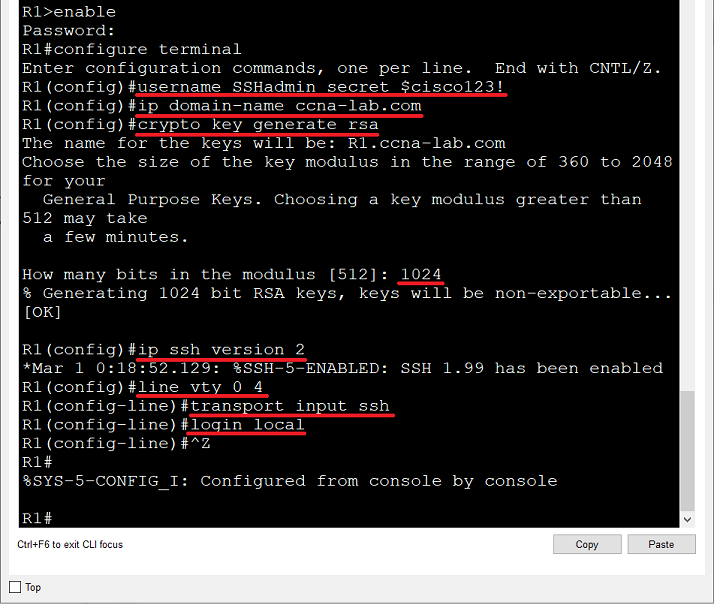 R1>enable
Password:
R1#configure terminal
Enter configuration commands, one per line.  End with CNTL/Z.
R1(config)#username SSHadmin secret $cisco123!
R1(config)#ip domain-name ccna-lab.com
R1(config)#crypto key generate rsa
The name for the keys will be: R1.ccna-lab.com
Choose the size of the key modulus in the range of 360 to 2048
for your
  General Purpose Keys. Choosing a key modulus greater than
512 may take
  a few minutes.
How many bits in the modulus [512]: 1024
% Generating 1024 bit RSA keys, keys will be non-exportable...
[OK]
R1(config)#ip ssh version 2
*Mar 1 0:18:52.129: %SSH-5-ENABLED: SSH 1.99 has been enabled
R1(config)#line vty 0 4
R1(config-line)#transport input ssh
R1(config-line)#login local
R1(config-line)#^Z
R1#
%SYS-5-CONFIG_I: Configured from console by console
R1#
Ctrl+F6 to exit CLI focus
Copy
Paste
Top